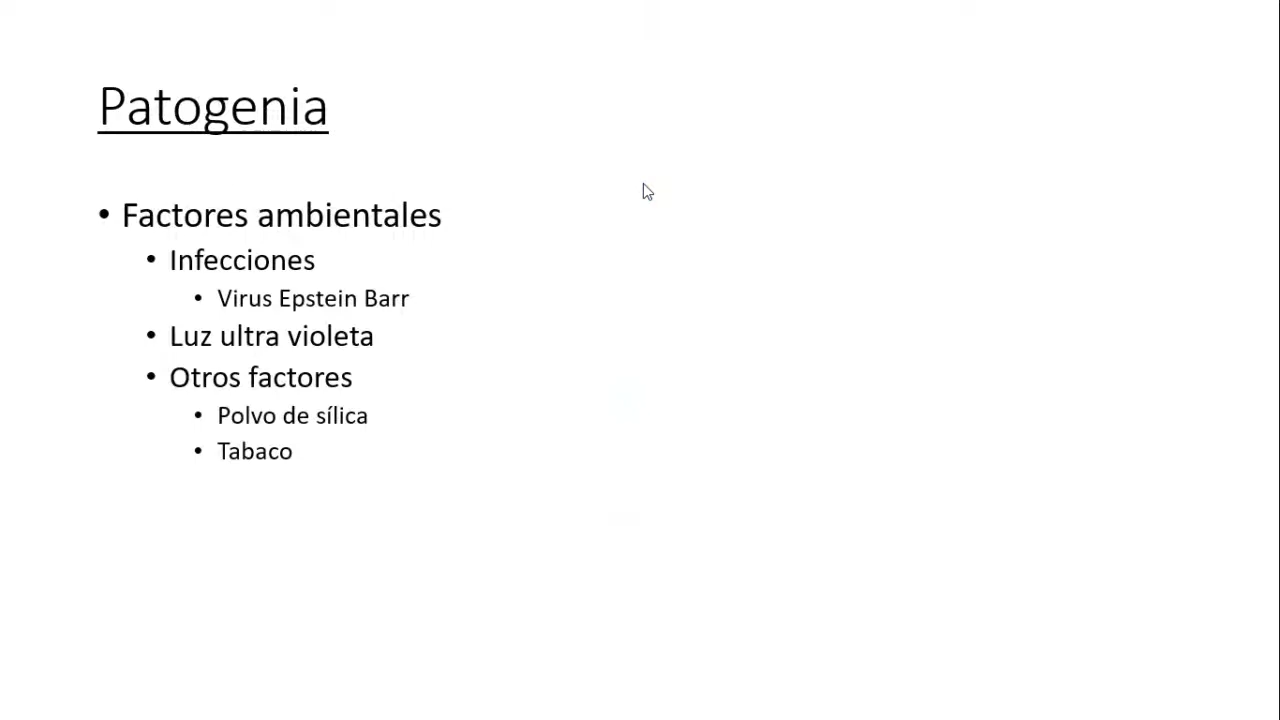 Patogenia
• Factores ambientales
• Infecciones
• Virus Epstein Barr
• Luz ultra violeta
• Otros factores
• Polvo de sílica
• Tabaco